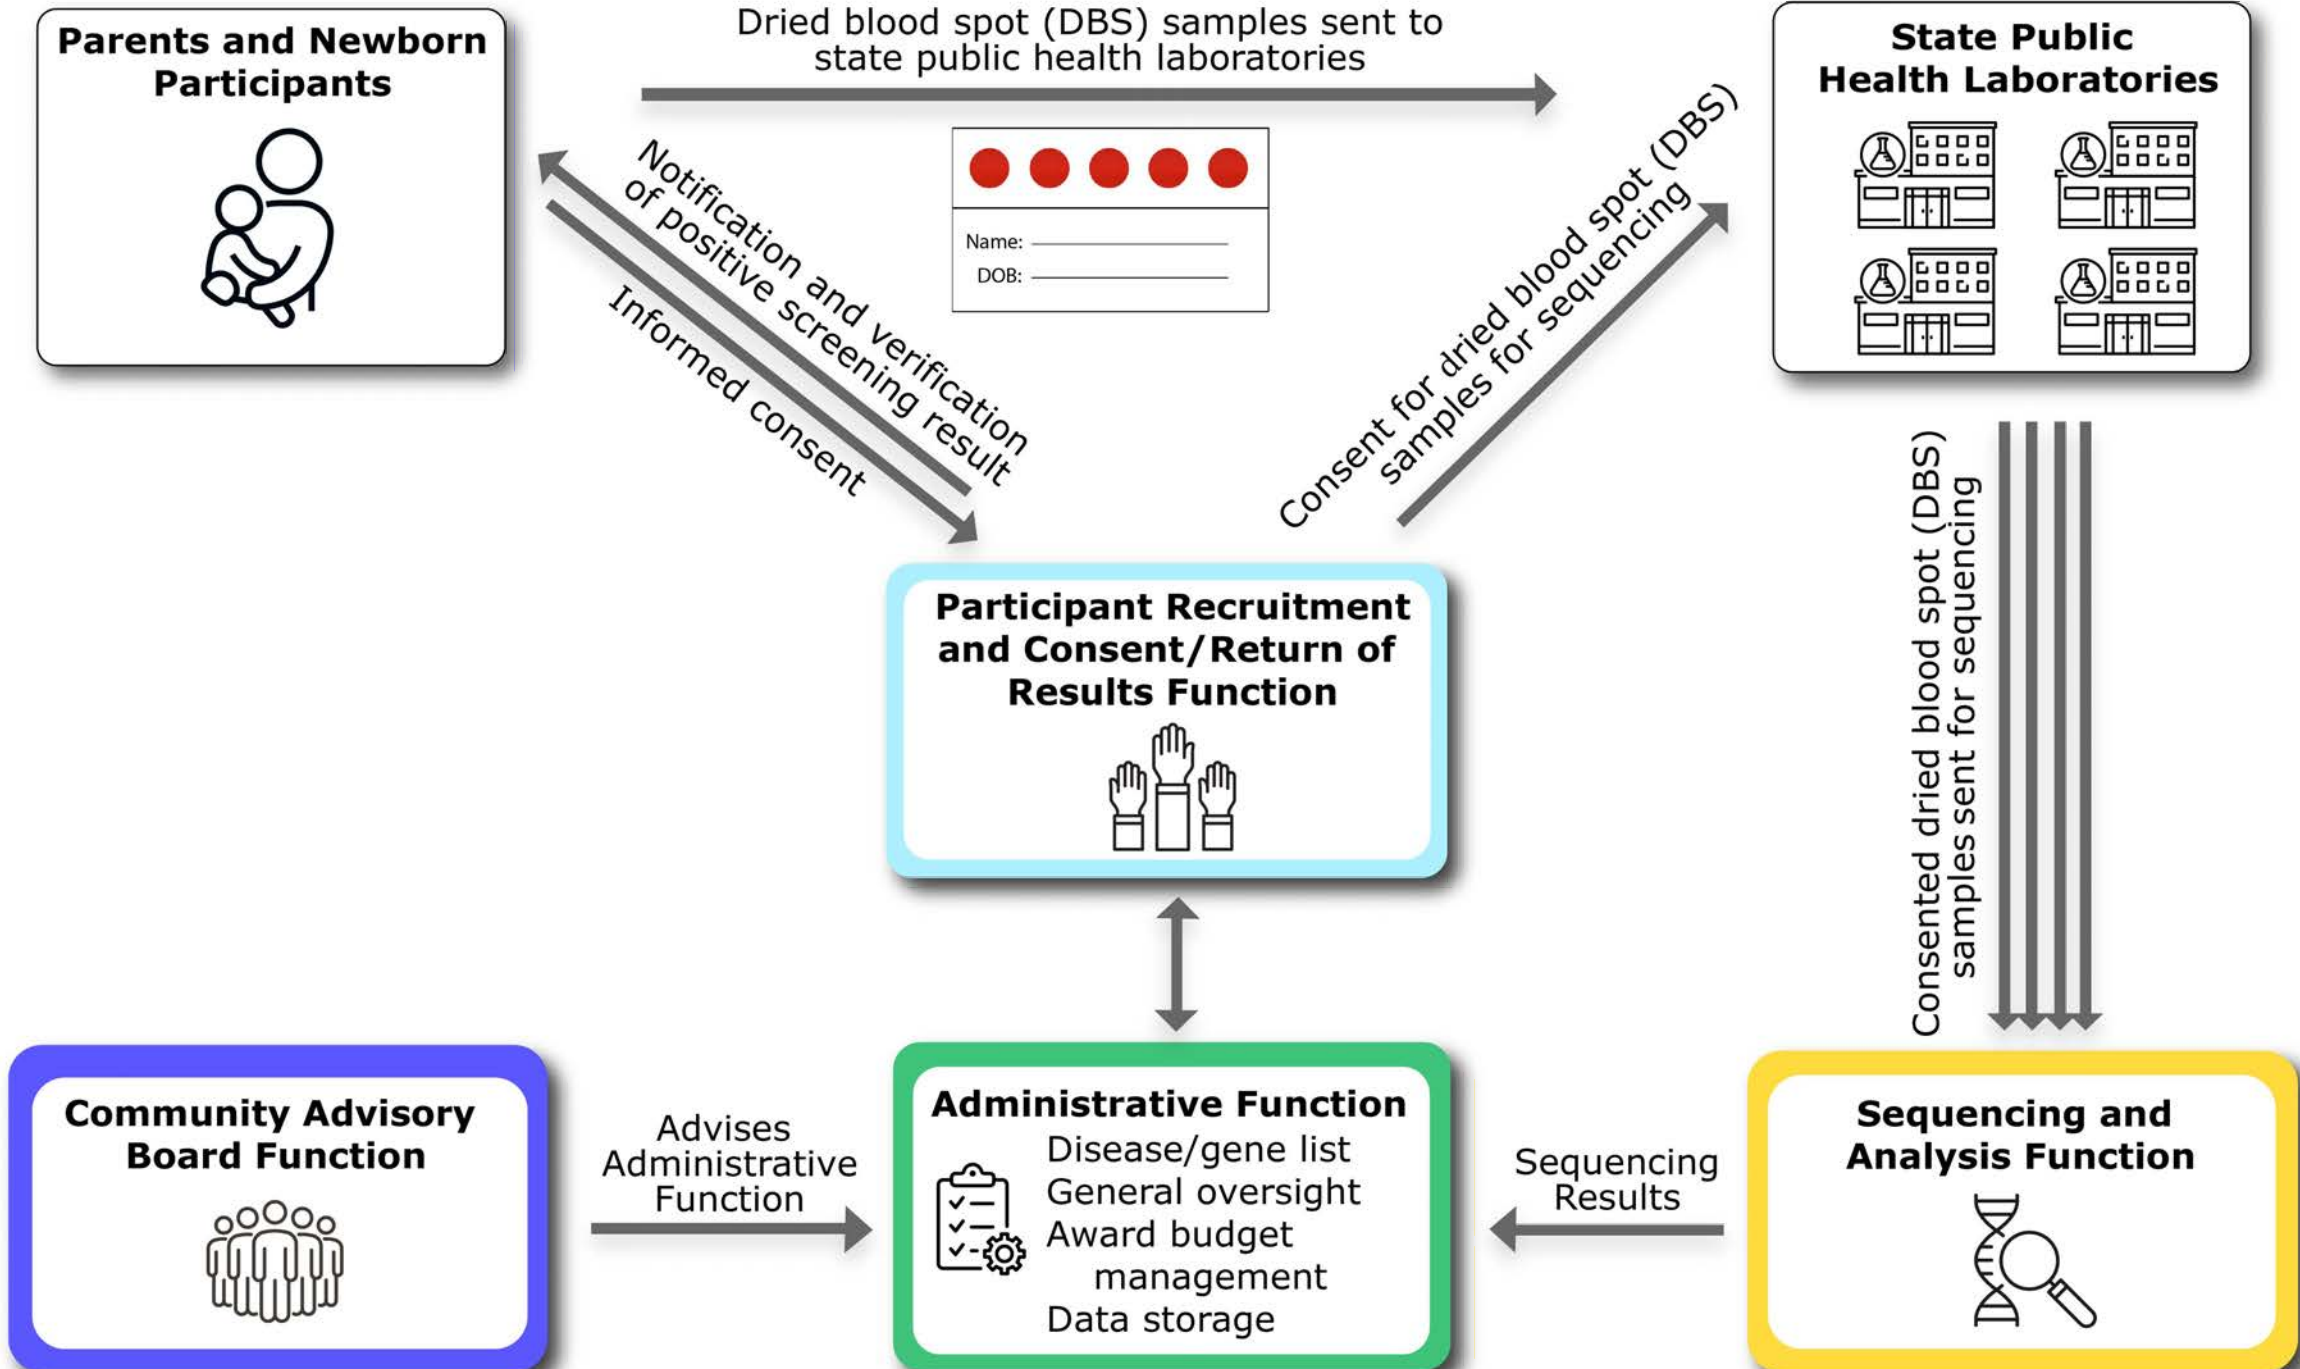 Parents and Newborn
Participants
Dried blood spot (DBS) samples sent to
state public health laboratories
State Public
Health Laboratories
Name:
DOB:
Notification and verification
of positive screening result
Informed consent
Consent for dried blood spot (DBS)
samples for sequencing
Consented dried blood spot (DBS)
samples sent for sequencing
Participant Recruitment
and Consent/Return of
Results Function
Community Advisory
Board Function
Advises
Administrative
Function
Administrative Function
Disease/gene list
General oversight
Award budget
management
Data storage
Sequencing
Results
Sequencing and
Analysis Function